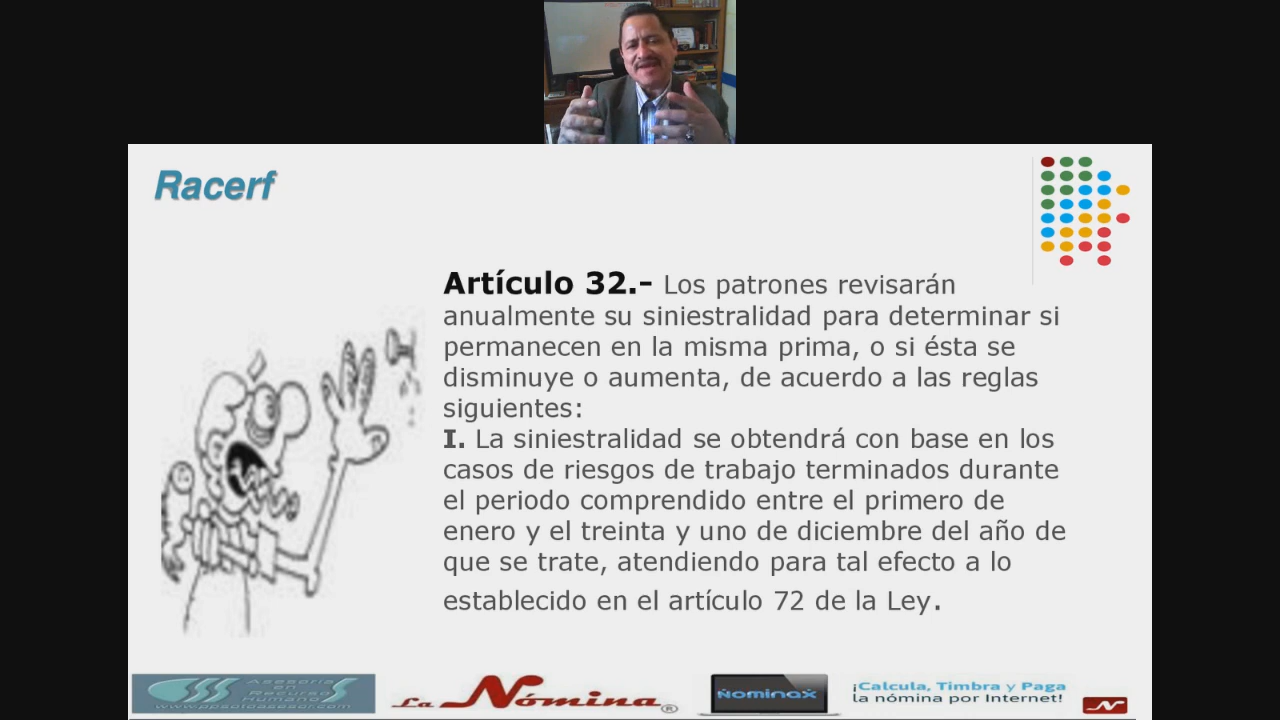 Racerf
Artículo 32.- Los patrones revisarán
anualmente su siniestralidad para determinar si
permanecen en la misma prima, o si ésta se
disminuye o aumenta, de acuerdo a las reglas
siguientes:
I. La siniestralidad se obtendrá con base en los
casos de riesgos de trabajo terminados durante
el periodo comprendido entre el primero de
enero y el treinta y uno de diciembre del año de
que se trate, atendiendo para tal efecto a lo
establecido en el artículo 72 de la Ley.
Asesoria
en
Recursos
Humanos
La Nómina®
NominaX
¡Calcula, Timbra y Paga
la nómina por Internet!
N